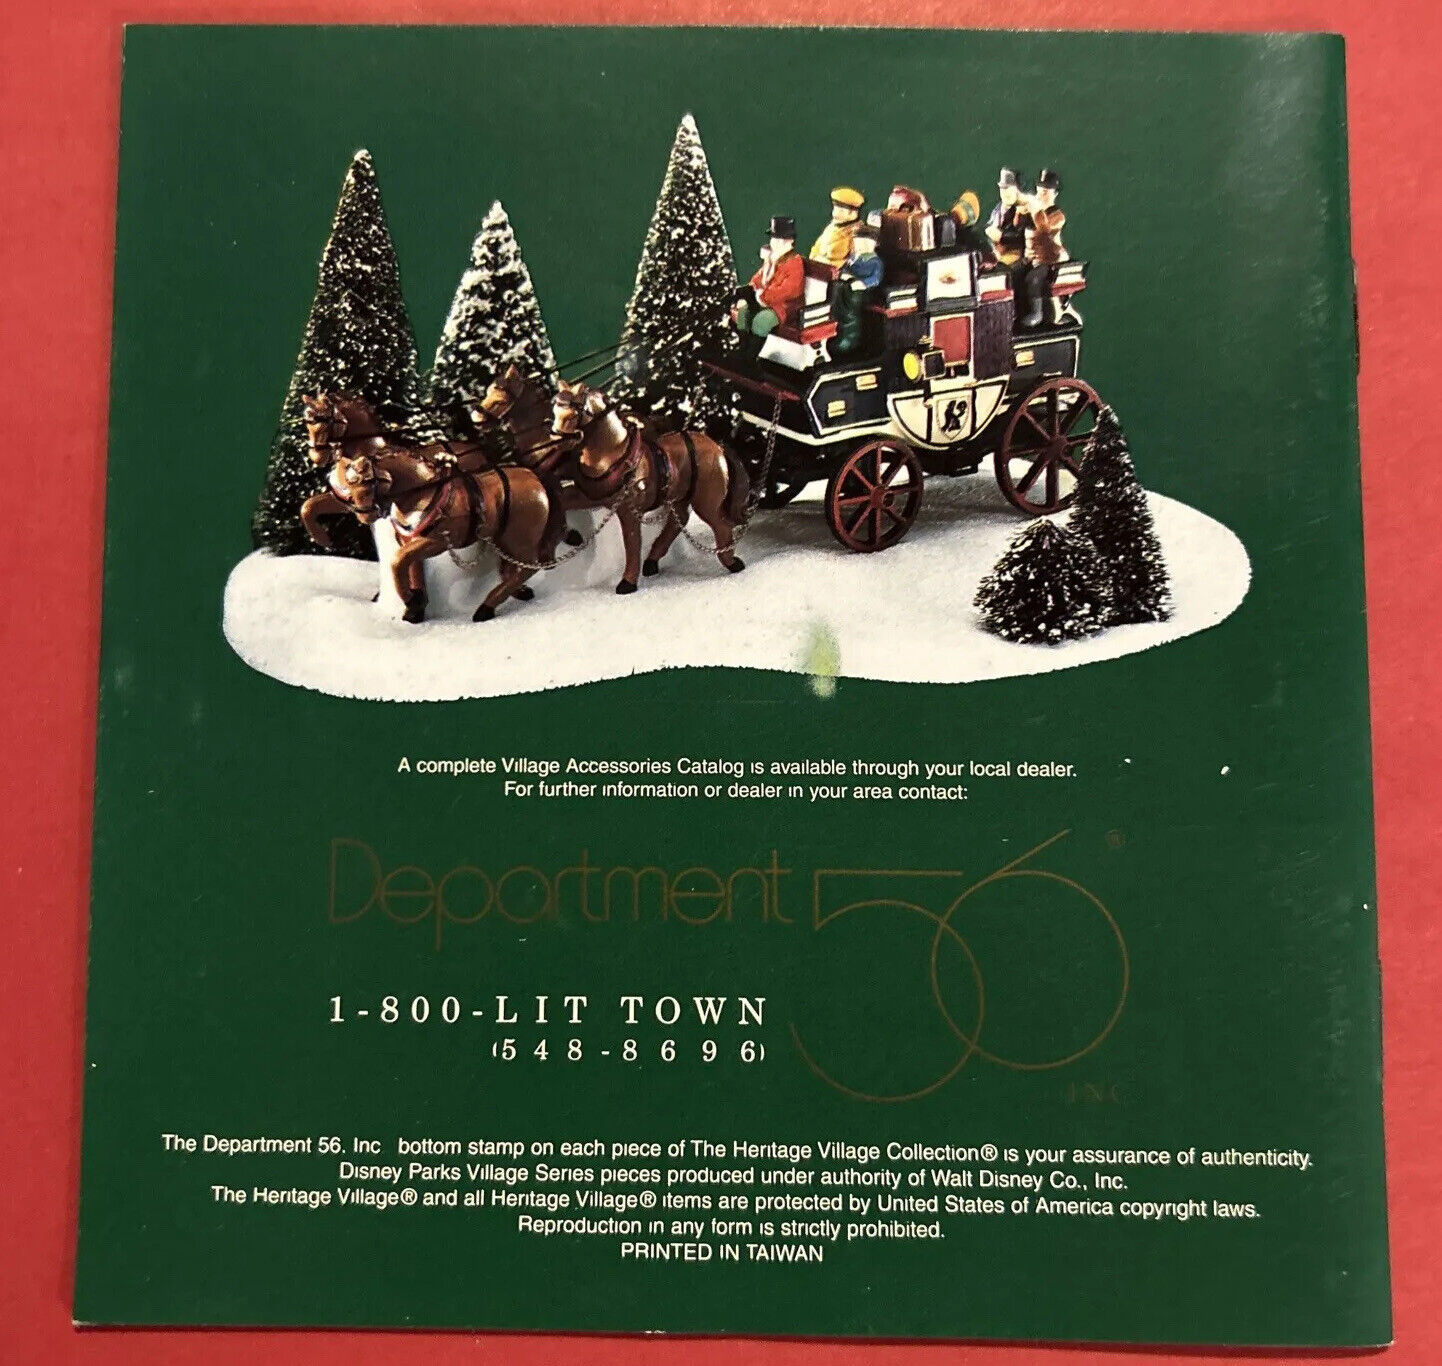 A complete Village Accessories Catalog is available through your local dealer.
For further information or dealer in your area contact:
Department 56®
INC.
1-800-LIT TOWN
(548-8696)
The Department 56. Inc bottom stamp on each piece of The Heritage Village Collection® is your assurance of authenticity.
Disney Parks Village Series pieces produced under authority of Walt Disney Co., Inc.
The Heritage Village® and all Heritage Village® items are protected by United States of America copyright laws.
Reproduction in any form is strictly prohibited.
PRINTED IN TAIWAN